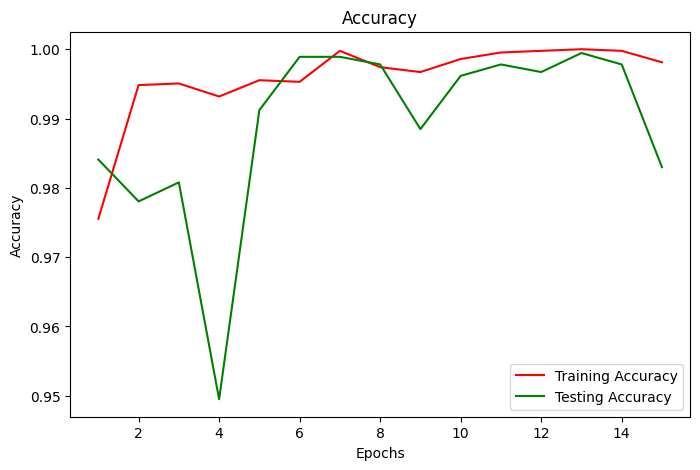 Accuracy
1.00
0.99
0.98
0.97
0.96
0.95
Accuracy
2 4 6 8 10 12 14
Epochs
Training Accuracy
Testing Accuracy